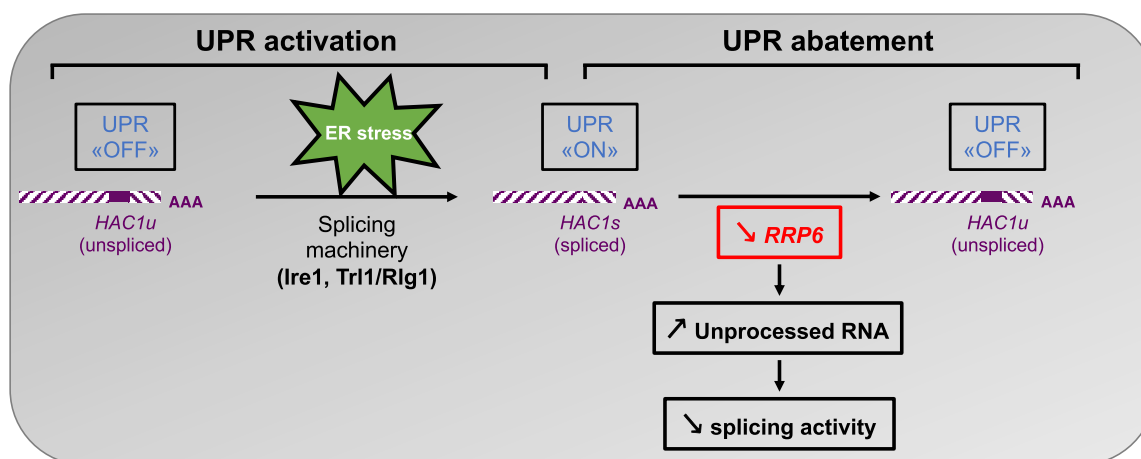 UPR activation
UPR abatement
UPR
«OFF»
ER stress
UPR
«ON»
UPR
«OFF»
AAA
HAC1u
(unspliced)
Splicing
machinery
(Ire1, Trl1/Rlg1)
AAA
HAC1s
(spliced)
↘ RRP6
AAA
HAC1u
(unspliced)
↗ Unprocessed RNA
↘ splicing activity